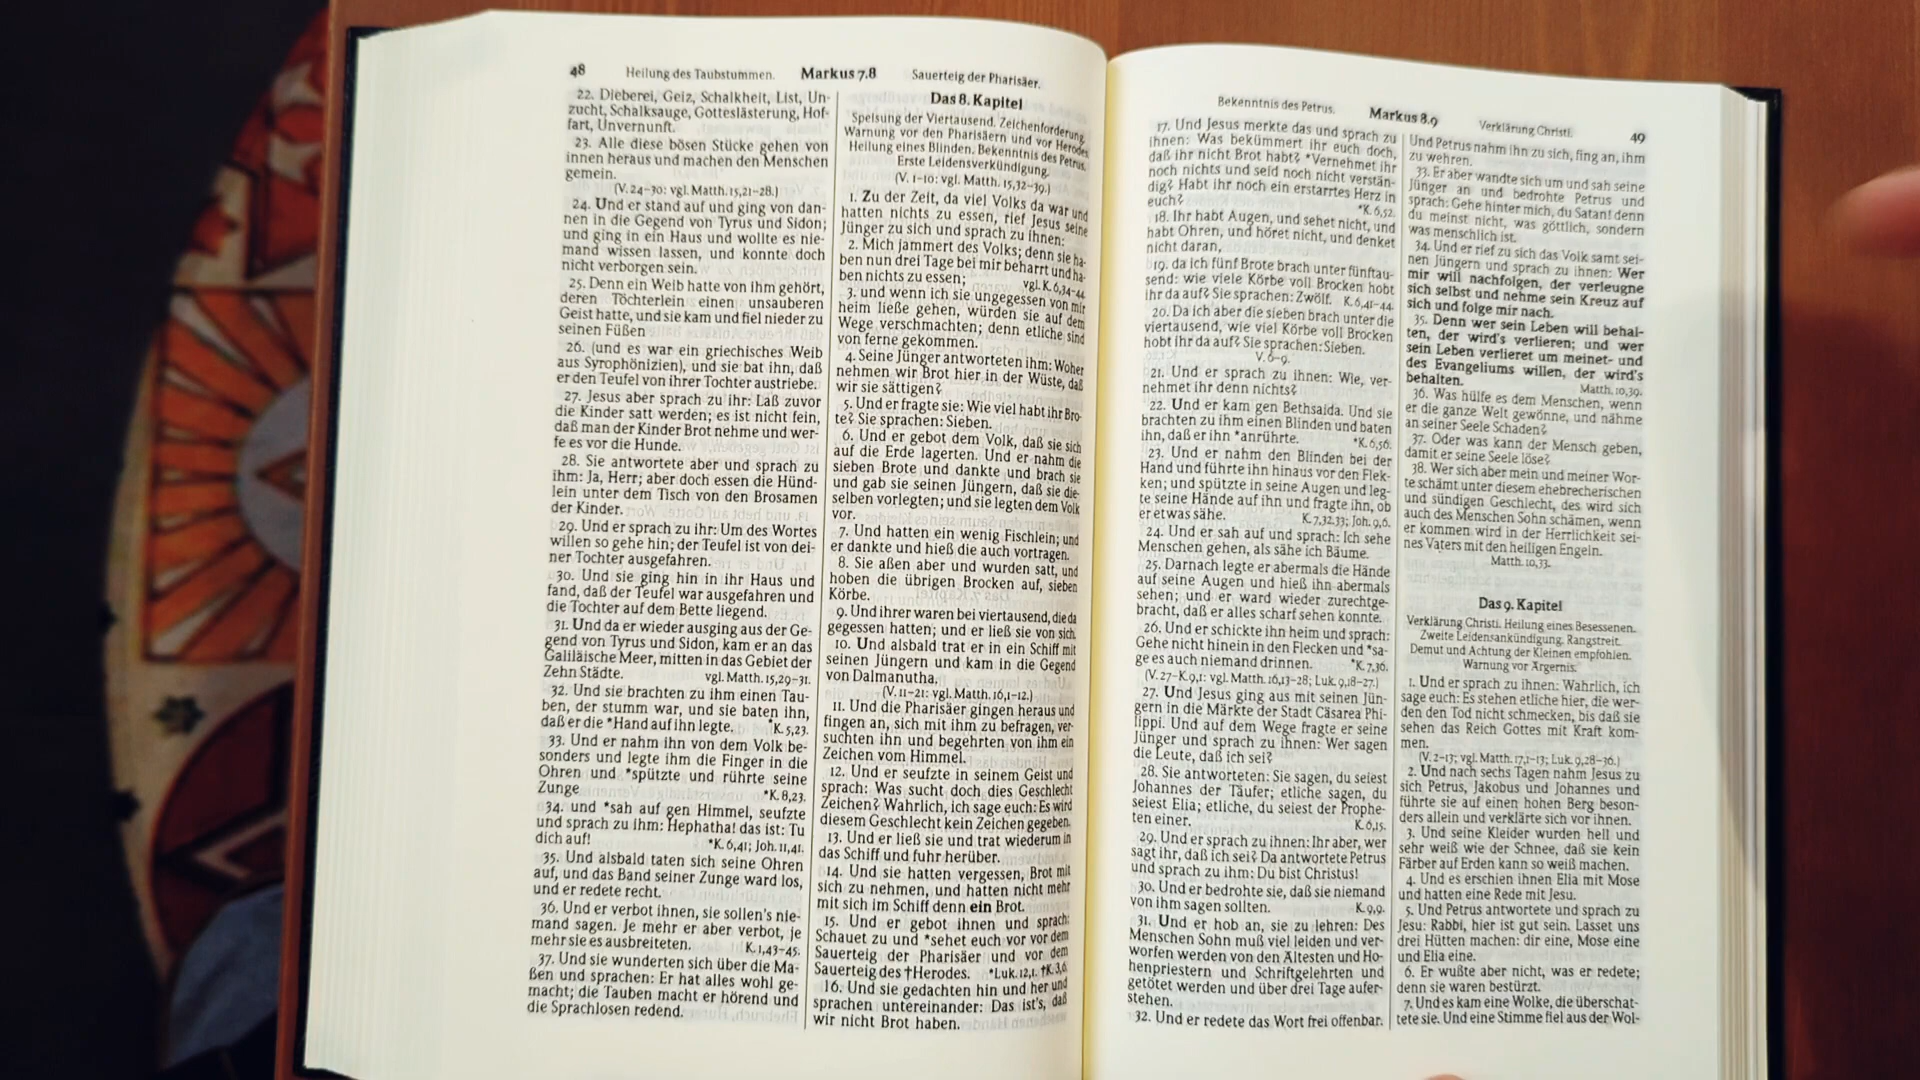 48 Heilung des Taubstummen. Markus 7.8 Sauerteig der Pharisäer.
22. Dieberei, Geiz, Schalkheit, List, Un-
zucht, Schalksauge, Gotteslästerung, Hof-
fart, Unvernunft.
23. Alle diese bösen Stücke gehen von
innen heraus und machen den Menschen
gemein.
(V. 24–30: vgl. Matth. 15,21–28.)
24. Und er stand auf und ging von dan-
nen in die Gegend von Tyrus und Sidon;
und ging in ein Haus und wollte es nie-
mand wissen lassen, und konnte doch
nicht verborgen sein.
25. Denn ein Weib hatte von ihm gehört,
deren Töchterlein einen unsauberen
Geist hatte, und sie kam und fiel nieder zu
seinen Füßen
26. (und es war ein griechisches Weib
aus Syrophönizien), und sie bat ihn, daß
er den Teufel von ihrer Tochter austriebe.
27. Jesus aber sprach zu ihr: Laß zuvor
die Kinder satt werden; es ist nicht fein,
daß man der Kinder Brot nehme und wer-
fe es vor die Hunde.
28. Sie antwortete aber und sprach zu
ihm: Ja, Herr; aber doch essen die Hünd-
lein unter dem Tisch von den Brosamen
der Kinder.
29. Und er sprach zu ihr: Um des Wortes
willen so gehe hin; der Teufel ist von dei-
ner Tochter ausgefahren.
30. Und sie ging hin in ihr Haus und
fand, daß der Teufel war ausgefahren und
die Tochter auf dem Bette liegend.
31. Und da er wieder ausging aus der Ge-
gend von Tyrus und Sidon, kam er an das
Galiläische Meer, mitten in das Gebiet der
Zehn Städte. vgl. Matth. 15,29–31.
32. Und sie brachten zu ihm einen Tau-
ben, der stumm war, und sie baten ihn,
daß er die *Hand auf ihn legte. *K. 5,23.
33. Und er nahm ihn von dem Volk be-
sonders und legte ihm die Finger in die
Ohren und *spützte und rührte seine
Zunge *K. 8,23.
34. und *sah auf gen Himmel, seufzte
und sprach zu ihm: Hephatha! das ist: Tu
dich auf! *K. 6,41; Joh. 11,41.
35. Und alsbald taten sich seine Ohren
auf, und das Band seiner Zunge ward los,
und er redete recht.
36. Und er verbot ihnen, sie sollen's nie-
mand sagen. Je mehr er aber verbot, je
mehr sie es ausbreiteten. K. 1,43–45.
37. Und sie wunderten sich über die Ma-
ßen und sprachen: Er hat alles wohl ge-
macht; die Tauben macht er hörend und
die Sprachlosen redend.
Das 8. Kapitel
Speisung der Viertausend. Zeichenforderung.
Warnung vor den Pharisäern und vor Herodes
Heilung eines Blinden. Bekenntnis des Petrus.
Erste Leidensverkündigung.
(V. 1–10: vgl. Matth. 15,32–39.)
1. Zu der Zeit, da viel Volks da war und
hatten nichts zu essen, rief Jesus seine
Jünger zu sich und sprach zu ihnen:
2. Mich jammert des Volks; denn sie ha-
ben nun drei Tage bei mir beharrt und ha-
ben nichts zu essen; vgl. K. 6,34–44.
3. und wenn ich sie ungegessen von mir
heim ließe gehen, würden sie auf dem
Wege verschmachten; denn etliche sind
von ferne gekommen.
4. Seine Jünger antworteten ihm: Woher
nehmen wir Brot hier in der Wüste, daß
wir sie sättigen?
5. Und er fragte sie: Wie viel habt ihr Bro-
te? Sie sprachen: Sieben.
6. Und er gebot dem Volk, daß sie sich
auf die Erde lagerten. Und er nahm die
sieben Brote und dankte und brach sie
und gab sie seinen Jüngern, daß sie die-
selben vorlegten; und sie legten dem Volk
vor.
7. Und hatten ein wenig Fischlein; und
er dankte und hieß die auch vortragen.
8. Sie aßen aber und wurden satt, und
hoben die übrigen Brocken auf, sieben
Körbe.
9. Und ihrer waren bei viertausend, die da
gegessen hatten; und er ließ sie von sich.
10. Und alsbald trat er in ein Schiff mit
seinen Jüngern und kam in die Gegend
von Dalmanutha.
(V. 11–21: vgl. Matth. 16,1–12.)
11. Und die Pharisäer gingen heraus und
fingen an, sich mit ihm zu befragen, ver-
suchten ihn und begehrten von ihm ein
Zeichen vom Himmel.
12. Und er seufzte in seinem Geist und
sprach: Was sucht doch dies Geschlecht
Zeichen? Wahrlich, ich sage euch: Es wird
diesem Geschlecht kein Zeichen gegeben.
13. Und er ließ sie und trat wiederum in
das Schiff und fuhr herüber.
14. Und sie hatten vergessen, Brot mit
sich zu nehmen, und hatten nicht mehr
mit sich im Schiff denn ein Brot.
15. Und er gebot ihnen und sprach:
Schauet zu und *sehet euch vor vor dem
Sauerteig der Pharisäer und vor dem
Sauerteig des †Herodes. *Luk. 12,1. †K. 3,6.
16. Und sie gedachten hin und her und
sprachen untereinander: Das ist's, daß
wir nicht Brot haben.
Bekenntnis des Petrus. Markus 8.9 Verklärung Christi. 49
17. Und Jesus merkte das und sprach zu
ihnen: Was bekümmert ihr euch doch,
daß ihr nicht Brot habt? *Vernehmet ihr
noch nichts und seid noch nicht verstän-
dig? Habt ihr noch ein erstarrtes Herz in
euch? *K. 6,52.
18. Ihr habt Augen, und sehet nicht, und
habt Ohren, und höret nicht, und denket
nicht daran,
19. da ich fünf Brote brach unter fünftau-
send: wie viele Körbe voll Brocken hobt
ihr da auf? Sie sprachen: Zwölf. K. 6,41–44.
20. Da ich aber die sieben brach unter die
viertausend, wie viel Körbe voll Brocken
hobt ihr da auf? Sie sprachen: Sieben.
V. 6–9.
21. Und er sprach zu ihnen: Wie, ver-
nehmet ihr denn nichts?
22. Und er kam gen Bethsaida. Und sie
brachten zu ihm einen Blinden und baten
ihn, daß er ihn *anrührte. *K. 6,56.
23. Und er nahm den Blinden bei der
Hand und führte ihn hinaus vor den Flek-
ken; und spützte in seine Augen und leg-
te seine Hände auf ihn und fragte ihn, ob
er etwas sähe. K. 7,32.33; Joh. 9,6.
24. Und er sah auf und sprach: Ich sehe
Menschen gehen, als sähe ich Bäume.
25. Darnach legte er abermals die Hände
auf seine Augen und hieß ihn abermals
sehen; und er ward wieder zurechtge-
bracht, daß er alles scharf sehen konnte.
26. Und er schickte ihn heim und sprach:
Gehe nicht hinein in den Flecken und *sa-
ge es auch niemand drinnen. *K. 7,36.
(V. 27–K. 9,1: vgl. Matth. 16,13–28; Luk. 9,18–27.)
27. Und Jesus ging aus mit seinen Jün-
gern in die Märkte der Stadt Cäsarea Phi-
lippi. Und auf dem Wege fragte er seine
Jünger und sprach zu ihnen: Wer sagen
die Leute, daß ich sei?
28. Sie antworteten: Sie sagen, du seiest
Johannes der Täufer; etliche sagen, du
seiest Elia; etliche, du seiest der Prophe-
ten einer. K. 6,15.
29. Und er sprach zu ihnen: Ihr aber, wer
sagt ihr, daß ich sei? Da antwortete Petrus
und sprach zu ihm: Du bist Christus!
30. Und er bedrohte sie, daß sie niemand
von ihm sagen sollten. K. 9,9.
31. Und er hob an, sie zu lehren: Des
Menschen Sohn muß viel leiden und ver-
worfen werden von den Ältesten und Ho-
henpriestern und Schriftgelehrten und
getötet werden und über drei Tage aufer-
stehen.
32. Und er redete das Wort frei offenbar.
Und Petrus nahm ihn zu sich, fing an, ihm
zu wehren.
33. Er aber wandte sich um und sah seine
Jünger an und bedrohte Petrus und
sprach: Gehe hinter mich, du Satan! denn
du meinst nicht, was göttlich, sondern
was menschlich ist.
34. Und er rief zu sich das Volk samt sei-
nen Jüngern und sprach zu ihnen: Wer
mir will nachfolgen, der verleugne
sich selbst und nehme sein Kreuz auf
sich und folge mir nach.
35. Denn wer sein Leben will behal-
ten, der wird's verlieren; und wer
sein Leben verlieret um meinet- und
des Evangeliums willen, der wird's
behalten. Matth. 10,39.
36. Was hülfe es dem Menschen, wenn
er die ganze Welt gewönne, und nähme
an seiner Seele Schaden?
37. Oder was kann der Mensch geben,
damit er seine Seele löse?
38. Wer sich aber mein und meiner Wor-
te schämt unter diesem ehebrecherischen
und sündigen Geschlecht, des wird sich
auch des Menschen Sohn schämen, wenn
er kommen wird in der Herrlichkeit sei-
nes Vaters mit den heiligen Engeln.
Matth. 10,33.
Das 9. Kapitel
Verklärung Christi. Heilung eines Besessenen.
Zweite Leidensankündigung. Rangstreit.
Demut und Achtung der Kleinen empfohlen.
Warnung vor Ärgernis.
1. Und er sprach zu ihnen: Wahrlich, ich
sage euch: Es stehen etliche hier, die wer-
den den Tod nicht schmecken, bis daß sie
sehen das Reich Gottes mit Kraft kom-
men.
(V. 2–13: vgl. Matth. 17,1–13; Luk. 9,28–36.)
2. Und nach sechs Tagen nahm Jesus zu
sich Petrus, Jakobus und Johannes und
führte sie auf einen hohen Berg beson-
ders allein und verklärte sich vor ihnen.
3. Und seine Kleider wurden hell und
sehr weiß wie der Schnee, daß sie kein
Färber auf Erden kann so weiß machen.
4. Und es erschien ihnen Elia mit Mose
und hatten eine Rede mit Jesu.
5. Und Petrus antwortete und sprach zu
Jesu: Rabbi, hier ist gut sein. Lasset uns
drei Hütten machen: dir eine, Mose eine
und Elia eine.
6. Er wußte aber nicht, was er redete;
denn sie waren bestürzt.
7. Und es kam eine Wolke, die überschat-
tete sie. Und eine Stimme fiel aus der Wol-